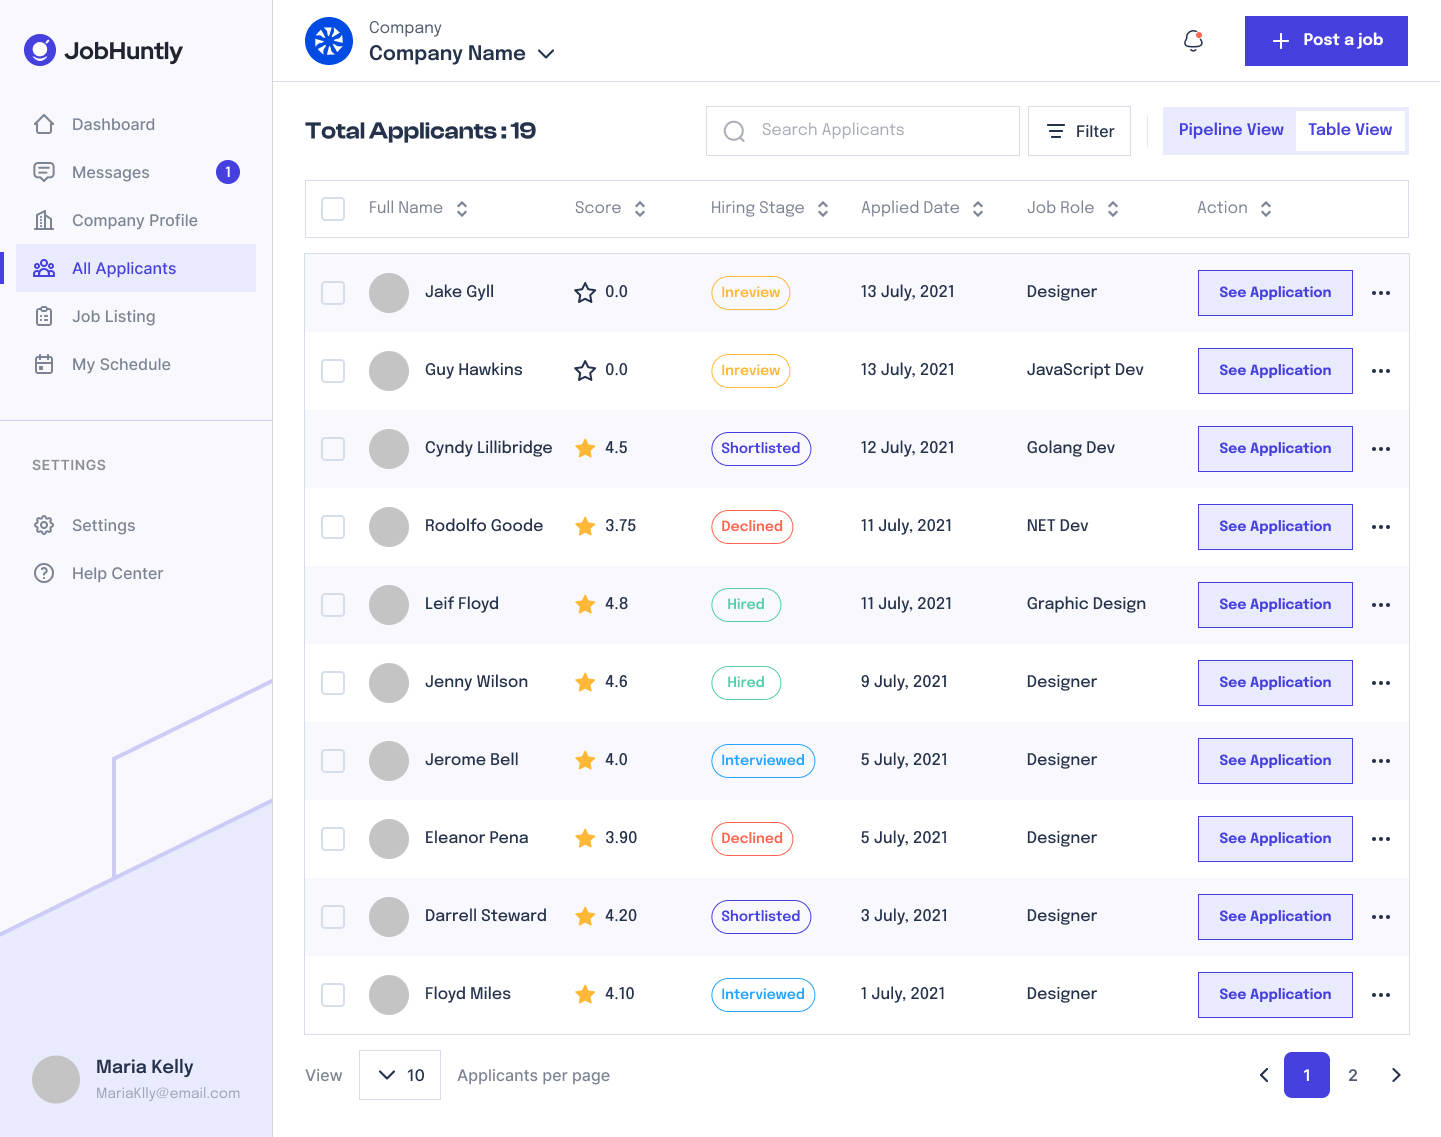 JobHuntly
Dashboard
Messages 1
Company Profile
All Applicants
Job Listing
My Schedule
SETTINGS
Settings
Help Center
Maria Kelly
MariaKlly@email.com
Company
Company Name
Post a job
Total Applicants : 19
Search Applicants
Filter
Pipeline View Table View
Full Name Score Hiring Stage Applied Date Job Role Action
Jake Gyll 0.0 Inreview 13 July, 2021 Designer See Application
Guy Hawkins 0.0 Inreview 13 July, 2021 JavaScript Dev See Application
Cyndy Lillibridge 4.5 Shortlisted 12 July, 2021 Golang Dev See Application
Rodolfo Goode 3.75 Declined 11 July, 2021 NET Dev See Application
Leif Floyd 4.8 Hired 11 July, 2021 Graphic Design See Application
Jenny Wilson 4.6 Hired 9 July, 2021 Designer See Application
Jerome Bell 4.0 Interviewed 5 July, 2021 Designer See Application
Eleanor Pena 3.90 Declined 5 July, 2021 Designer See Application
Darrell Steward 4.20 Shortlisted 3 July, 2021 Designer See Application
Floyd Miles 4.10 Interviewed 1 July, 2021 Designer See Application
View 10 Applicants per page 1 2